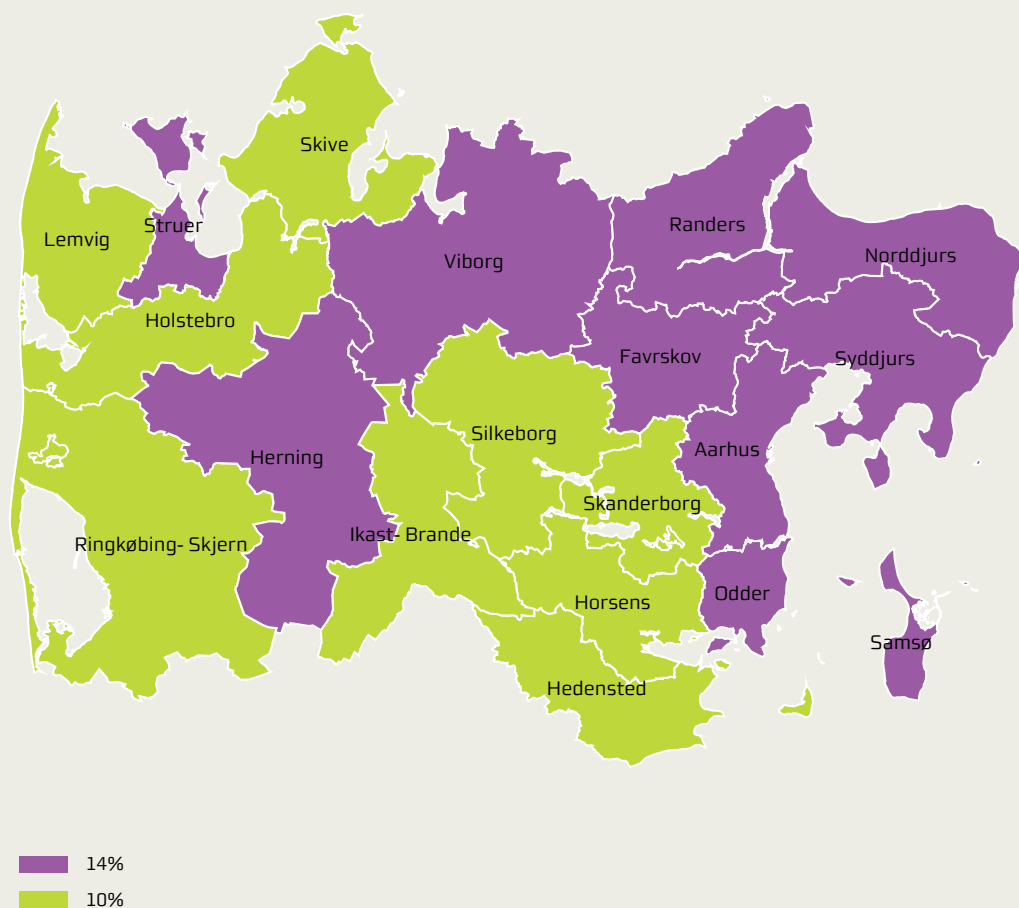 Skive
Lemvig
Struer
Randers
Norddjurs
Viborg
Holstebro
Favrskov
Syddjurs
Silkeborg
Aarhus
Herning
Skanderborg
Ikast- Brande
Ringkøbing- Skjern
Odder
Horsens
Samsø
Hedensted
14%
10%